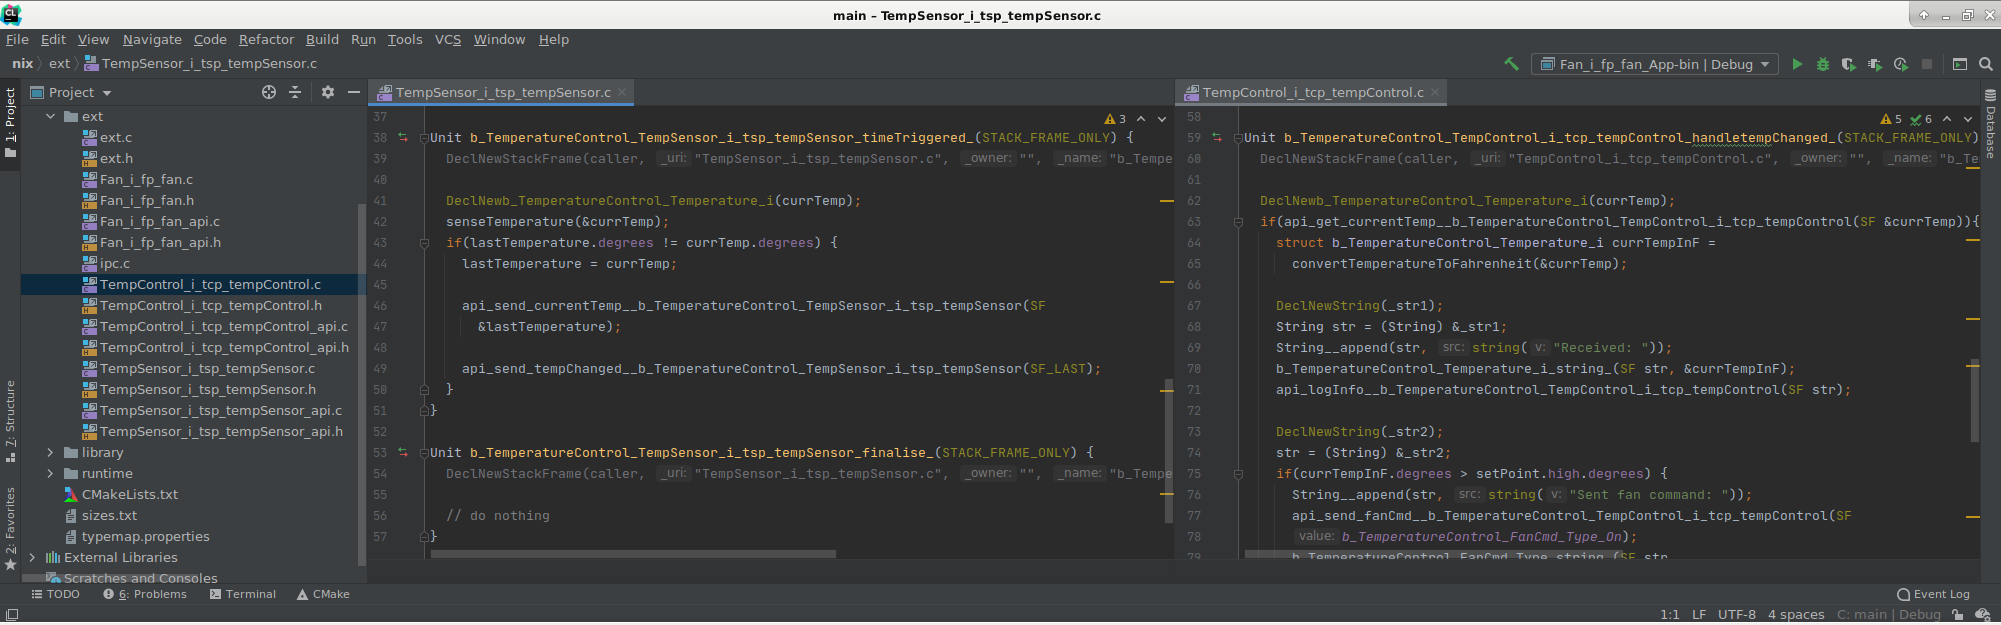 CL
main – TempSensor_i_tsp_tempSensor.c
File Edit View Navigate Code Refactor Build Run Tools VCS Window Help
nix ext TempSensor_i_tsp_tempSensor.c
Fan_i_fp_fan_App-bin | Debug
1: Project
7: Structure
2: Favorites
Project
ext
ext.c
ext.h
Fan_i_fp_fan.c
Fan_i_fp_fan.h
Fan_i_fp_fan_api.c
Fan_i_fp_fan_api.h
ipc.c
TempControl_i_tcp_tempControl.c
TempControl_i_tcp_tempControl.h
TempControl_i_tcp_tempControl_api.c
TempControl_i_tcp_tempControl_api.h
TempSensor_i_tsp_tempSensor.c
TempSensor_i_tsp_tempSensor.h
TempSensor_i_tsp_tempSensor_api.c
TempSensor_i_tsp_tempSensor_api.h
library
runtime
CMakeLists.txt
sizes.txt
typemap.properties
External Libraries
Scratches and Consoles
TempSensor_i_tsp_tempSensor.c
3
37
38 Unit b_TemperatureControl_TempSensor_i_tsp_tempSensor_timeTriggered_(STACK_FRAME_ONLY) {
39 DeclNewStackFrame(caller, _uri: "TempSensor_i_tsp_tempSensor.c", _owner: "", _name: "b_Tempe
40
41 DeclNewb_TemperatureControl_Temperature_i(currTemp);
42 senseTemperature(&currTemp);
43 if(lastTemperature.degrees != currTemp.degrees) {
44 lastTemperature = currTemp;
45
46 api_send_currentTemp__b_TemperatureControl_TempSensor_i_tsp_tempSensor(SF
47 &lastTemperature);
48
49 api_send_tempChanged__b_TemperatureControl_TempSensor_i_tsp_tempSensor(SF_LAST);
50 }
51 }
52
53 Unit b_TemperatureControl_TempSensor_i_tsp_tempSensor_finalise_(STACK_FRAME_ONLY) {
54 DeclNewStackFrame(caller, _uri: "TempSensor_i_tsp_tempSensor.c", _owner: "", _name: "b_Tempe
55
56 // do nothing
57 }
TempControl_i_tcp_tempControl.c
5 6
58
59 Unit b_TemperatureControl_TempControl_i_tcp_tempControl_handletempChanged_(STACK_FRAME_ONLY)
60 DeclNewStackFrame(caller, _uri: "TempControl_i_tcp_tempControl.c", _owner: "", _name: "b_Te
61
62 DeclNewb_TemperatureControl_Temperature_i(currTemp);
63 if(api_get_currentTemp__b_TemperatureControl_TempControl_i_tcp_tempControl(SF &currTemp)){
64 struct b_TemperatureControl_Temperature_i currTempInF =
65 convertTemperatureToFahrenheit(&currTemp);
66
67 DeclNewString(_str1);
68 String str = (String) &_str1;
69 String__append(str, src: string( v: "Received: "));
70 b_TemperatureControl_Temperature_i_string_(SF str, &currTempInF);
71 api_logInfo__b_TemperatureControl_TempControl_i_tcp_tempControl(SF str);
72
73 DeclNewString(_str2);
74 str = (String) &_str2;
75 if(currTempInF.degrees > setPoint.high.degrees) {
76 String__append(str, src: string( v: "Sent fan command: "));
77 api_send_fanCmd__b_TemperatureControl_TempControl_i_tcp_tempControl(SF
78 value: b_TemperatureControl_FanCmd_Type_On);
79 b_TemperatureControl_FanCmd_Type_string_(SF str,
Database
TODO 6: Problems Terminal CMake
Event Log
1:1 LF UTF-8 4 spaces C: main | Debug